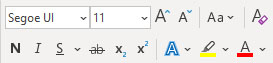 Segoe UI 11 A A Aa A
N I S ab x₂ x² A A